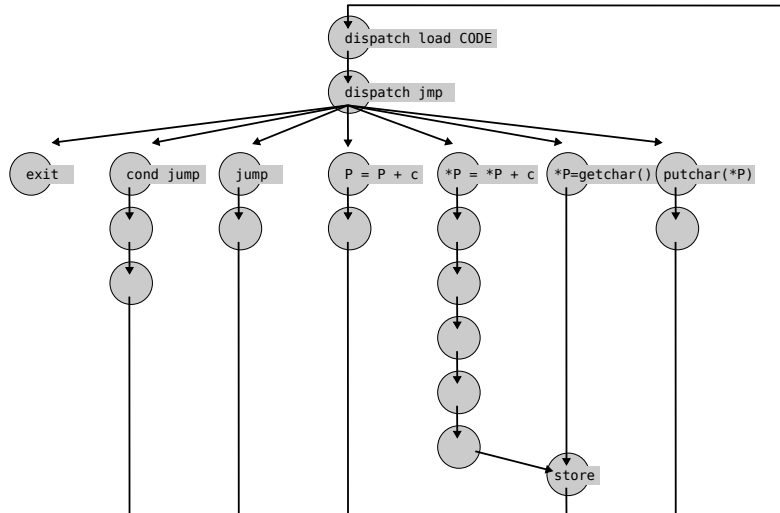 dispatch load CODE
dispatch jmp
exit
cond jump
jump
P = P + c
*P = *P + c
*P=getchar()
putchar(*P)
store